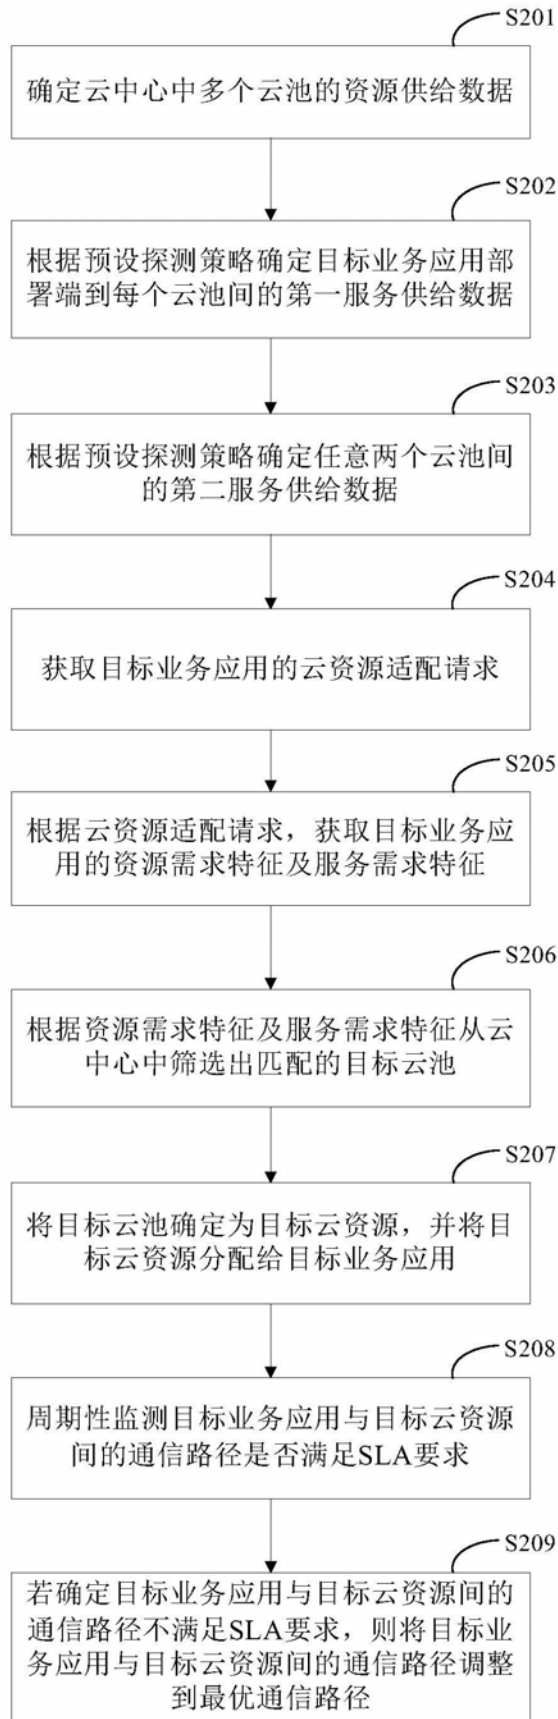 S201
确定云中心中多个云池的资源供给数据
S202
根据预设探测策略确定目标业务应用部
署端到每个云池间的第一服务供给数据
S203
根据预设探测策略确定任意两个云池间
的第二服务供给数据
S204
获取目标业务应用的云资源适配请求
S205
根据云资源适配请求，获取目标业务应
用的资源需求特征及服务需求特征
S206
根据资源需求特征及服务需求特征从云
中心中筛选出匹配的目标云池
S207
将目标云池确定为目标云资源，并将目
标云资源分配给目标业务应用
S208
周期性监测目标业务应用与目标云资源
间的通信路径是否满足SLA要求
S209
若确定目标业务应用与目标云资源间的
通信路径不满足SLA要求，则将目标业
务应用与目标云资源间的通信路径调整
到最优通信路径